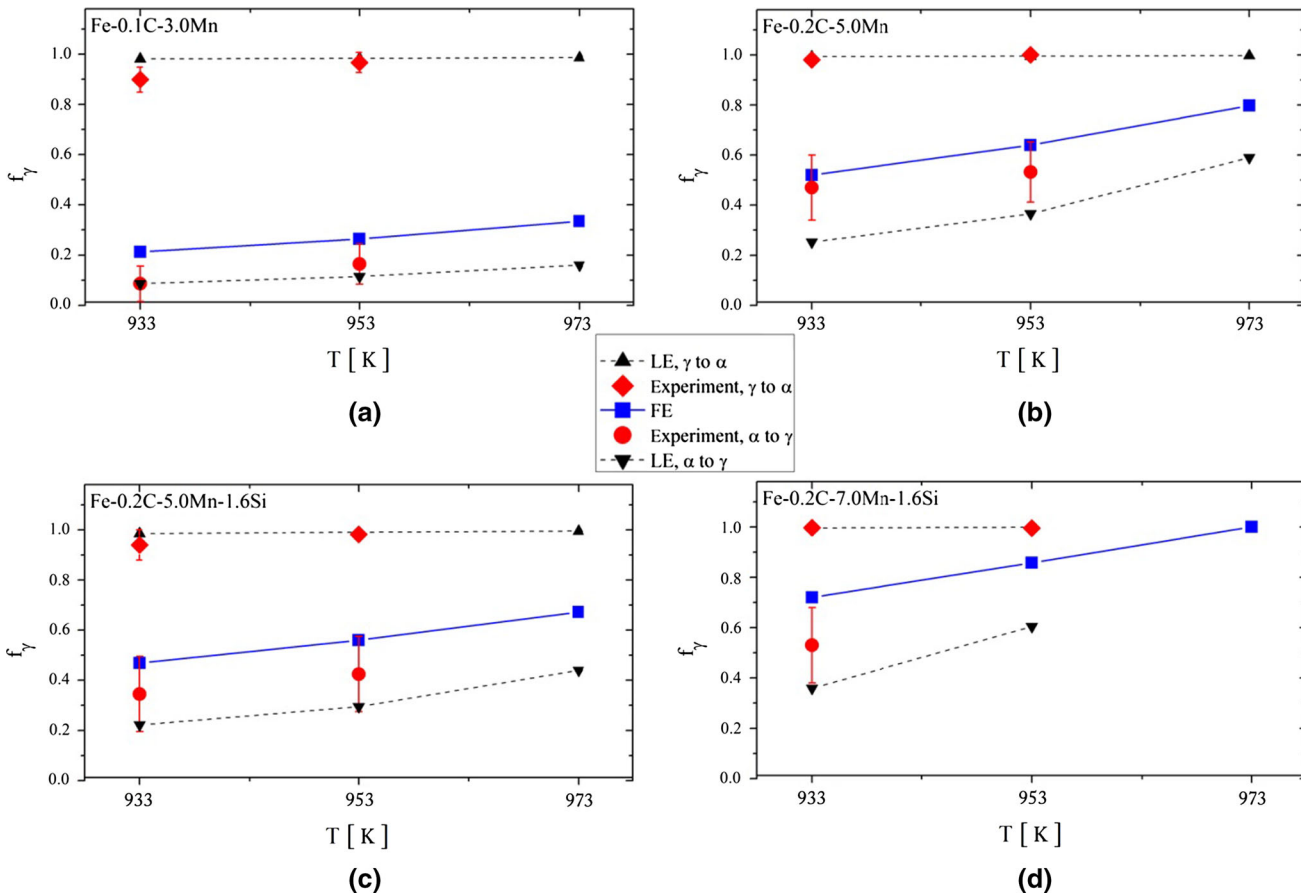 Fe-0.1C-3.0Mn
1.0
0.8
0.6
0.4
0.2
0.0
fγ
933 953 973
T [ K ]
(a)
Fe-0.2C-5.0Mn
1.0
0.8
0.6
0.4
0.2
0.0
fγ
933 953 973
T [ K ]
(b)
LE, γ to α
Experiment, γ to α
FE
Experiment, α to γ
LE, α to γ
Fe-0.2C-5.0Mn-1.6Si
1.0
0.8
0.6
0.4
0.2
0.0
fγ
933 953 973
T [ K ]
(c)
Fe-0.2C-7.0Mn-1.6Si
1.0
0.8
0.6
0.4
0.2
0.0
fγ
933 953 973
T [ K ]
(d)